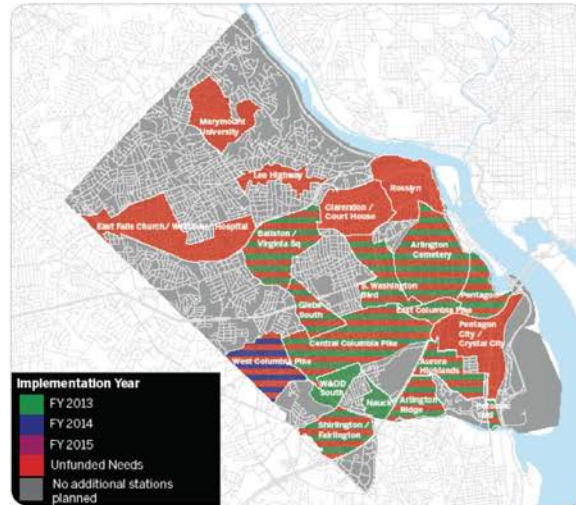 Marymount
University
Lee Highway
Rosslyn
Clarendon /
Court House
East Falls Church/
Hospital
Ballston /
Virginia Sq
Arlington
Cemetery
S. Washington
Blvd
Pentagon
Glebe
South
East Columbia Pike
Pentagon
City /
Crystal City
Central Columbia Pike
West Columbia Pike
Aurora
Highlands
W&OD
South
Nauck
Arlington
Ridge
Shirlington /
Fairlington
Implementation Year
FY 2013
FY 2014
FY 2015
Unfunded Needs
No additional stations
planned